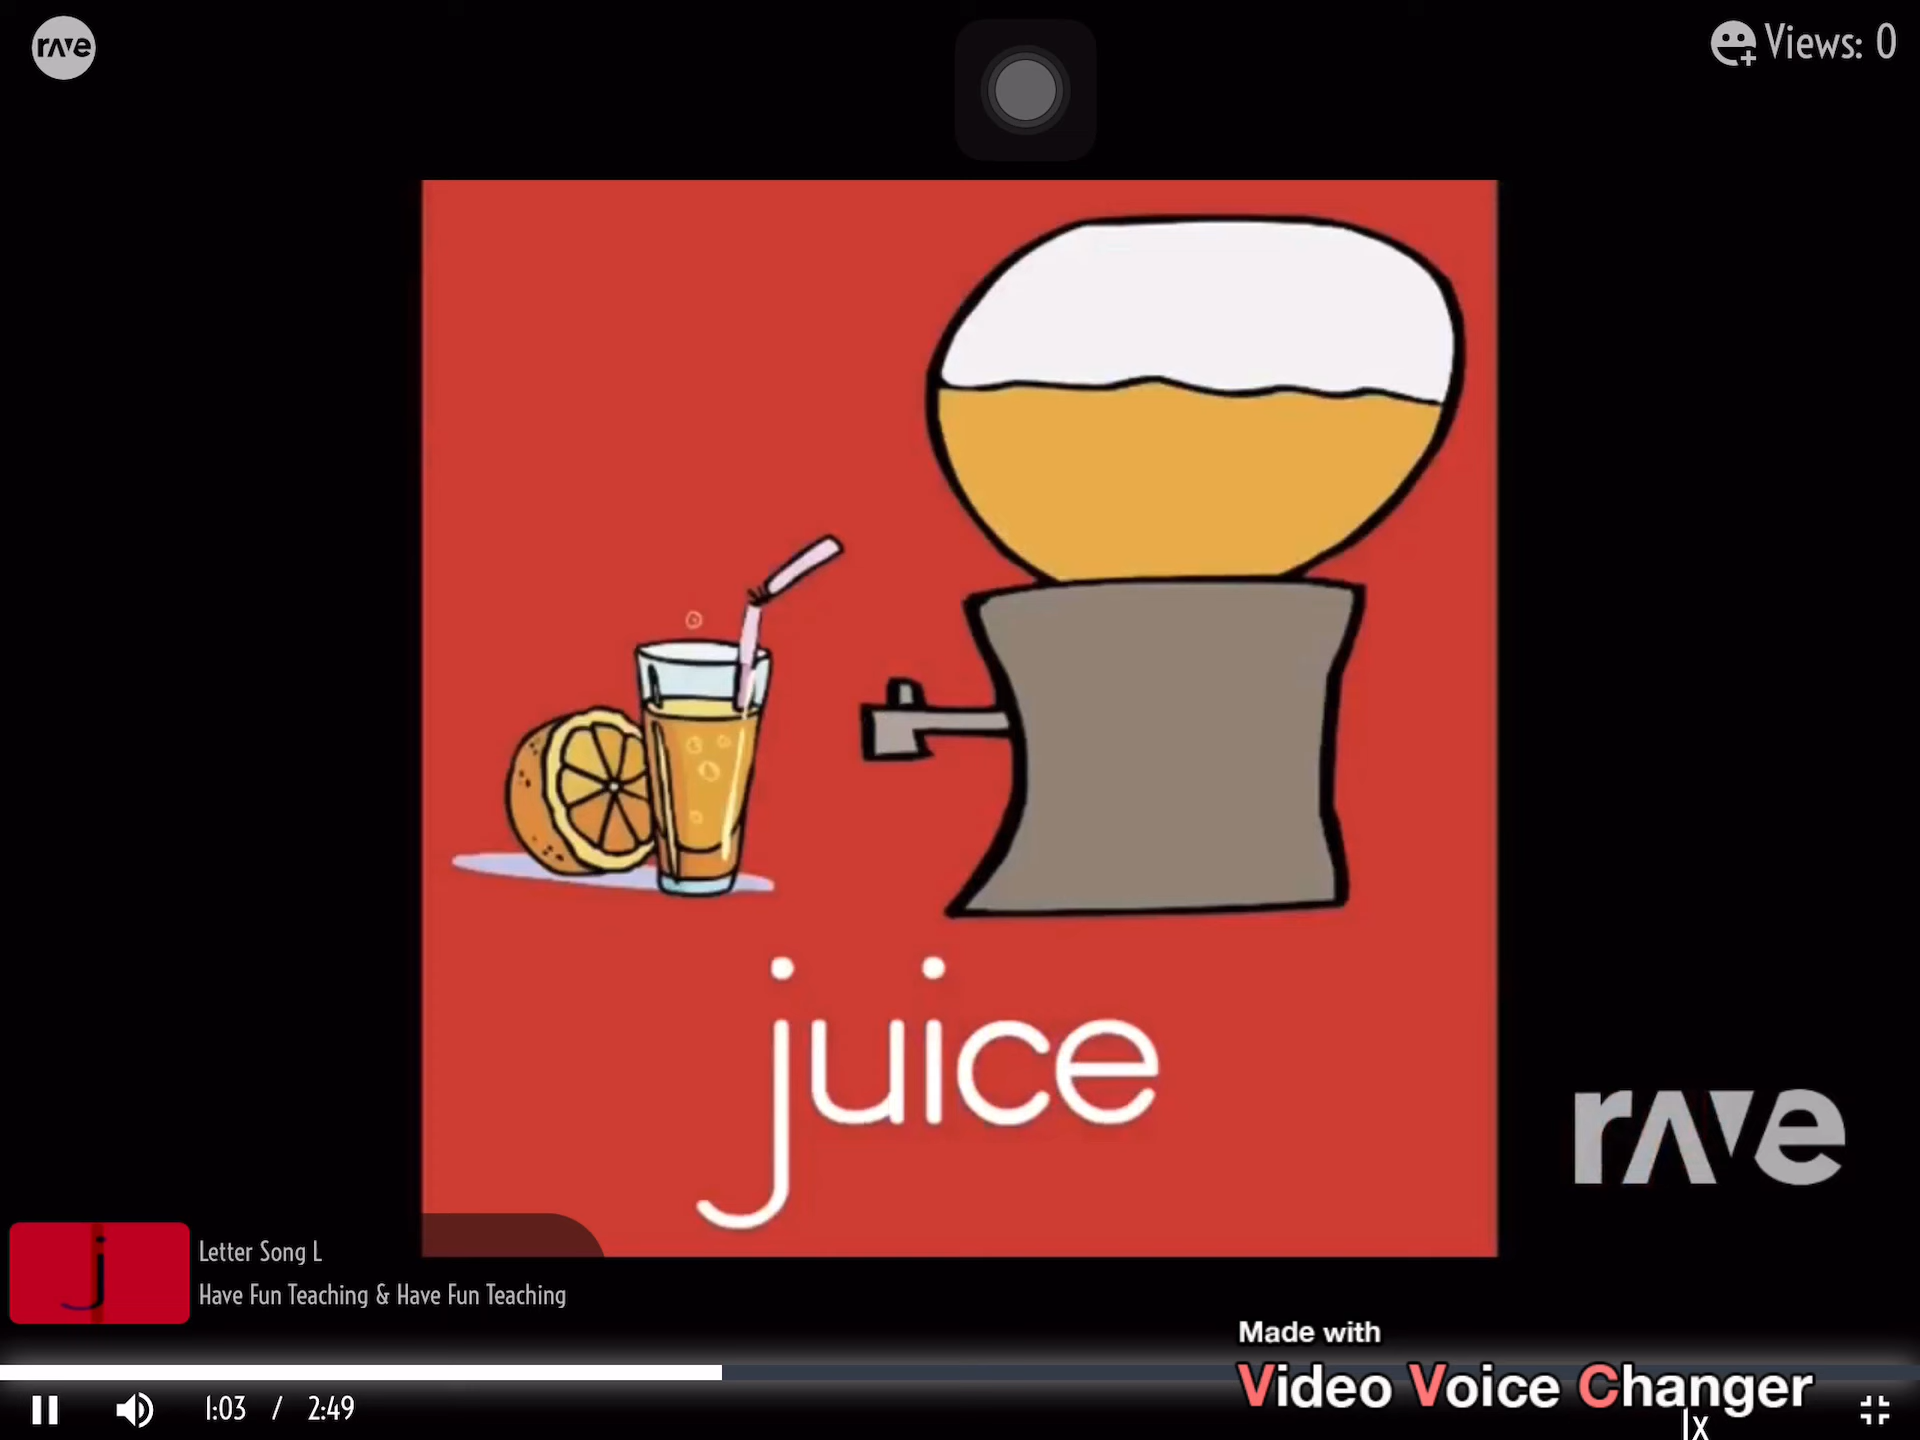 rave
Views: 0
juice
rave
j
Letter Song L
Have Fun Teaching & Have Fun Teaching
Made with
Video Voice Changer
1:03 / 2:49
1x